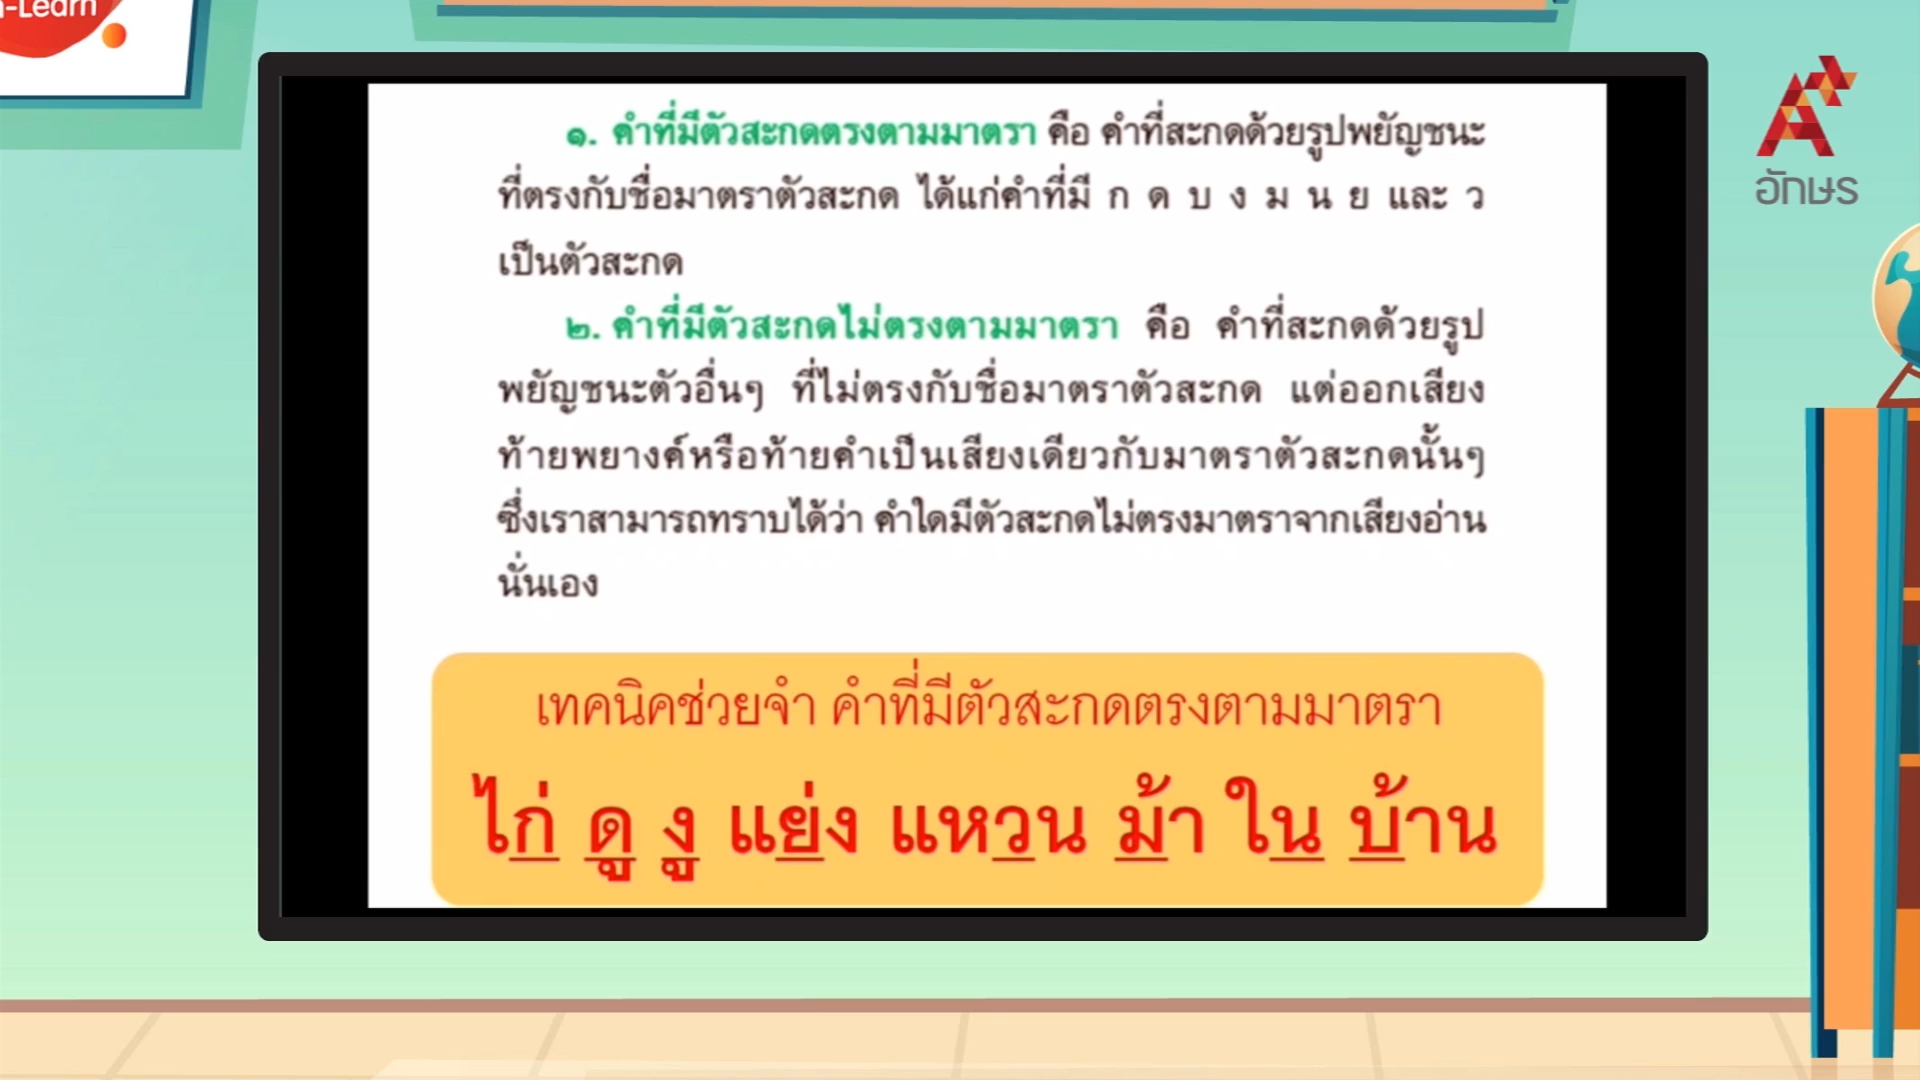 -Learn
อักษร
๑. คำที่มีตัวสะกดตรงตามมาตรา คือ คำที่สะกดด้วยรูปพยัญชนะ
ที่ตรงกับชื่อมาตราตัวสะกด ได้แก่คำที่มี ก ด บ ง ม น ย และ ว
เป็นตัวสะกด
๒. คำที่มีตัวสะกดไม่ตรงตามมาตรา คือ คำที่สะกดด้วยรูป
พยัญชนะตัวอื่นๆ ที่ไม่ตรงกับชื่อมาตราตัวสะกด แต่ออกเสียง
ท้ายพยางค์หรือท้ายคำเป็นเสียงเดียวกับมาตราตัวสะกดนั้นๆ
ซึ่งเราสามารถทราบได้ว่า คำใดมีตัวสะกดไม่ตรงมาตราจากเสียงอ่าน
นั่นเอง
เทคนิคช่วยจำ คำที่มีตัวสะกดตรงตามมาตรา
ไก่ ดู งู แย่ง แหวน ม้า ใน บ้าน